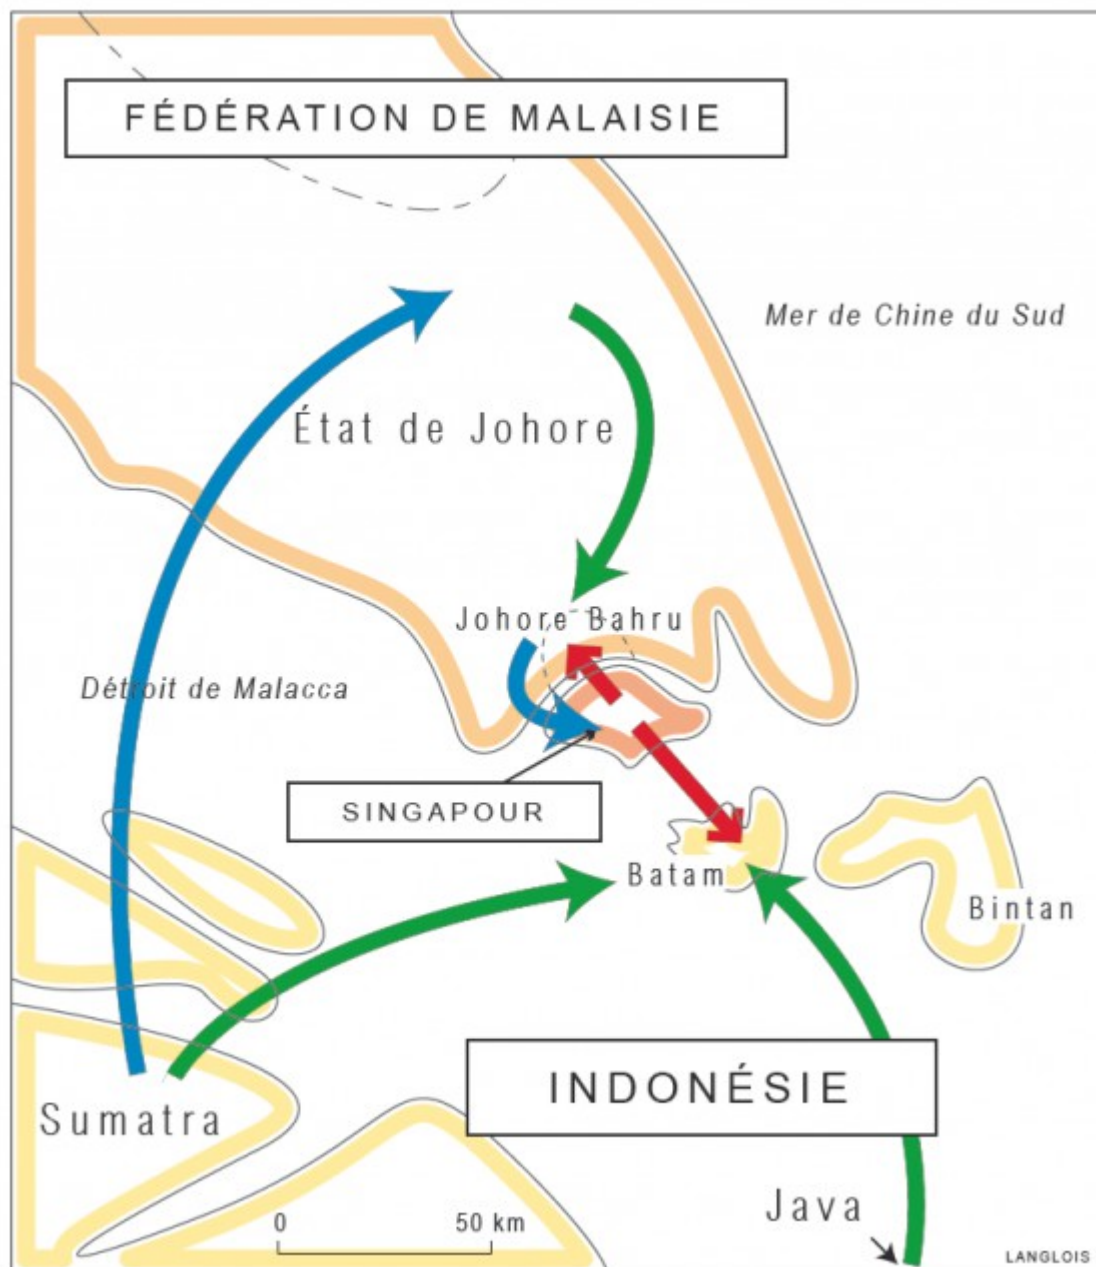 FÉDÉRATION DE MALAISIE
Mer de Chine du Sud
État de Johore
Johore Bahru
Détroit de Malacca
SINGAPOUR
Batam
Bintan
INDONÉSIE
Sumatra
Java
0 50 km
LANGLOIS